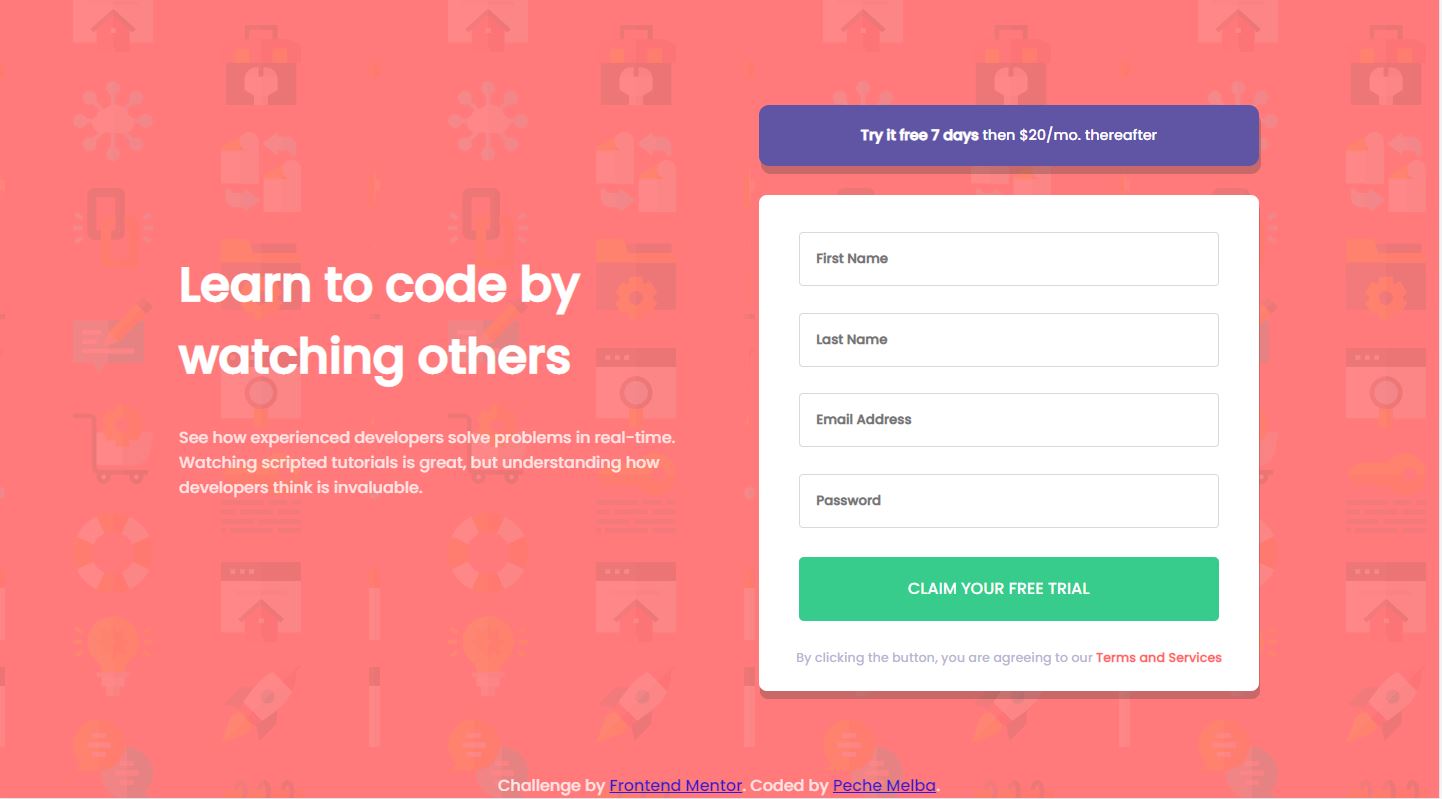 Learn to code by
watching others
See how experienced developers solve problems in real-time.
Watching scripted tutorials is great, but understanding how
developers think is invaluable.
Try it free 7 days then $20/mo. thereafter
First Name
Last Name
Email Address
Password
CLAIM YOUR FREE TRIAL
By clicking the button, you are agreeing to our Terms and Services
Challenge by Frontend Mentor. Coded by Peche Melba.